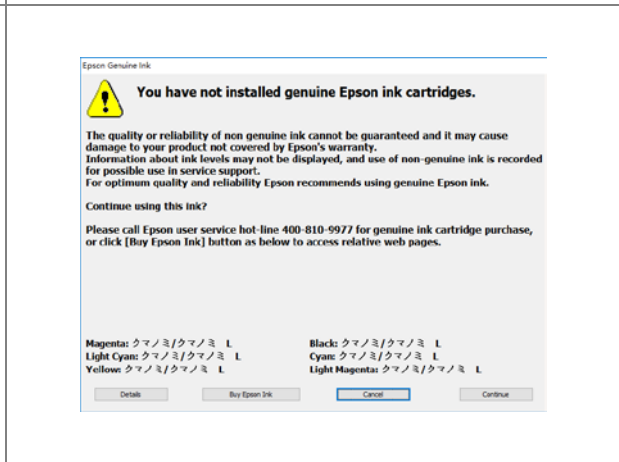 Epson Genuine Ink
You have not installed genuine Epson ink cartridges.
The quality or reliability of non genuine ink cannot be guaranteed and it may cause
damage to your product not covered by Epson's warranty.
Information about ink levels may not be displayed, and use of non-genuine ink is recorded
for possible use in service support.
For optimum quality and reliability Epson recommends using genuine Epson ink.
Continue using this ink?
Please call Epson user service hot-line 400-810-9977 for genuine ink cartridge purchase,
or click [Buy Epson Ink] button as below to access relative web pages.
Magenta: クマノミ/クマノミ L Black: クマノミ/クマノミ L
Light Cyan: クマノミ/クマノミ L Cyan: クマノミ/クマノミ L
Yellow: クマノミ/クマノミ L Light Magenta: クマノミ/クマノミ L
Details Buy Epson Ink Cancel Continue